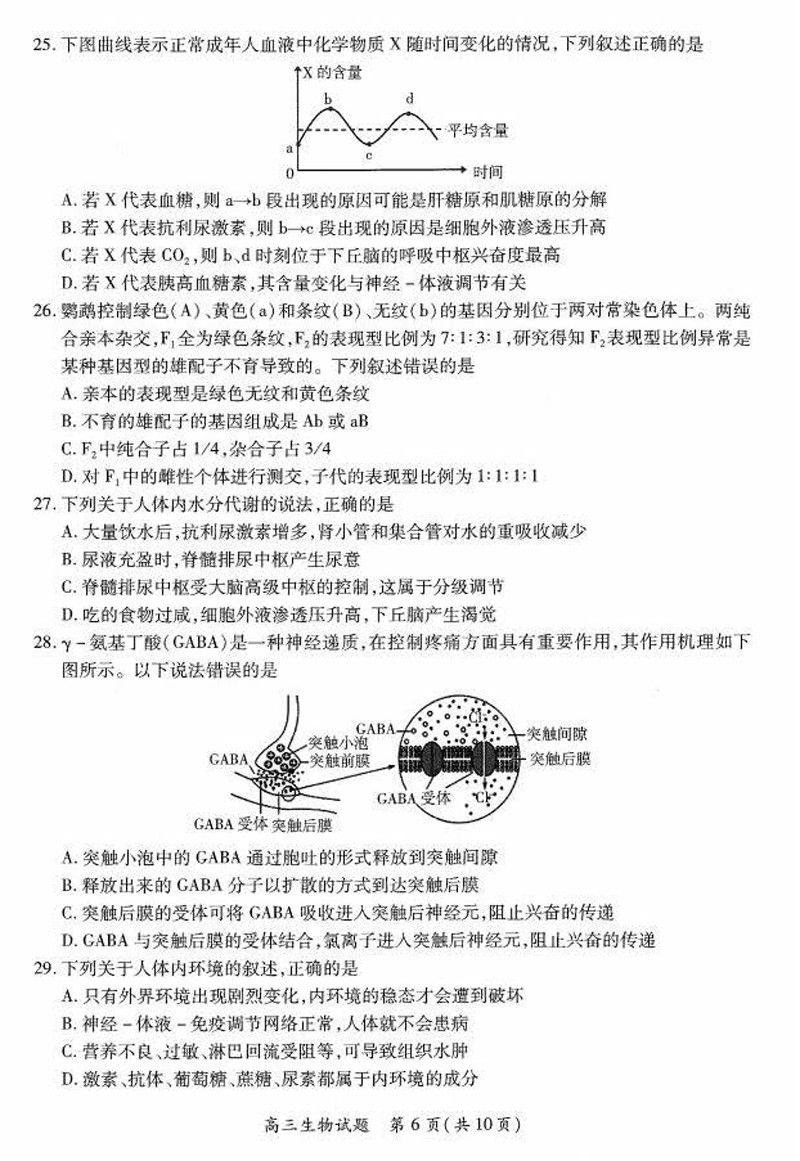 25. 下图曲线表示正常成年人血液中化学物质 X 随时间变化的情况,下列叙述正确的是
X 的含量
b
d
平均含量
a
c
0
时间
A. 若 X 代表血糖,则 a→b 段出现的原因可能是肝糖原和肌糖原的分解
B. 若 X 代表抗利尿激素,则 b→c 段出现的原因是细胞外液渗透压升高
C. 若 X 代表 CO₂,则 b、d 时刻位于下丘脑的呼吸中枢兴奋度最高
D. 若 X 代表胰高血糖素,其含量变化与神经－体液调节有关
26. 鹦鹉控制绿色(A)、黄色(a)和条纹(B)、无纹(b)的基因分别位于两对常染色体上。两纯
合亲本杂交,F₁全为绿色条纹,F₂的表现型比例为 7∶1∶3∶1,研究得知 F₂表现型比例异常是
某种基因型的雄配子不育导致的。下列叙述错误的是
A. 亲本的表现型是绿色无纹和黄色条纹
B. 不育的雄配子的基因组成是 Ab 或 aB
C. F₂中纯合子占 1/4,杂合子占 3/4
D. 对 F₁中的雌性个体进行测交,子代的表现型比例为 1∶1∶1∶1
27. 下列关于人体内水分代谢的说法,正确的是
A. 大量饮水后,抗利尿激素增多,肾小管和集合管对水的重吸收减少
B. 尿液充盈时,脊髓排尿中枢产生尿意
C. 脊髓排尿中枢受大脑高级中枢的控制,这属于分级调节
D. 吃的食物过咸,细胞外液渗透压升高,下丘脑产生渴觉
28. γ－氨基丁酸(GABA)是一种神经递质,在控制疼痛方面具有重要作用,其作用机理如下
图所示。以下说法错误的是
GABA
突触小泡
突触前膜
GABA
GABA 受体
突触后膜
Cl⁻
突触间隙
突触后膜
GABA 受体
Cl⁻
A. 突触小泡中的 GABA 通过胞吐的形式释放到突触间隙
B. 释放出来的 GABA 分子以扩散的方式到达突触后膜
C. 突触后膜的受体可将 GABA 吸收进入突触后神经元,阻止兴奋的传递
D. GABA 与突触后膜的受体结合,氯离子进入突触后神经元,阻止兴奋的传递
29. 下列关于人体内环境的叙述,正确的是
A. 只有外界环境出现剧烈变化,内环境的稳态才会遭到破坏
B. 神经－体液－免疫调节网络正常,人体就不会患病
C. 营养不良、过敏、淋巴回流受阻等,可导致组织水肿
D. 激素、抗体、葡萄糖、蔗糖、尿素都属于内环境的成分
高三生物试题 第 6 页(共 10 页)